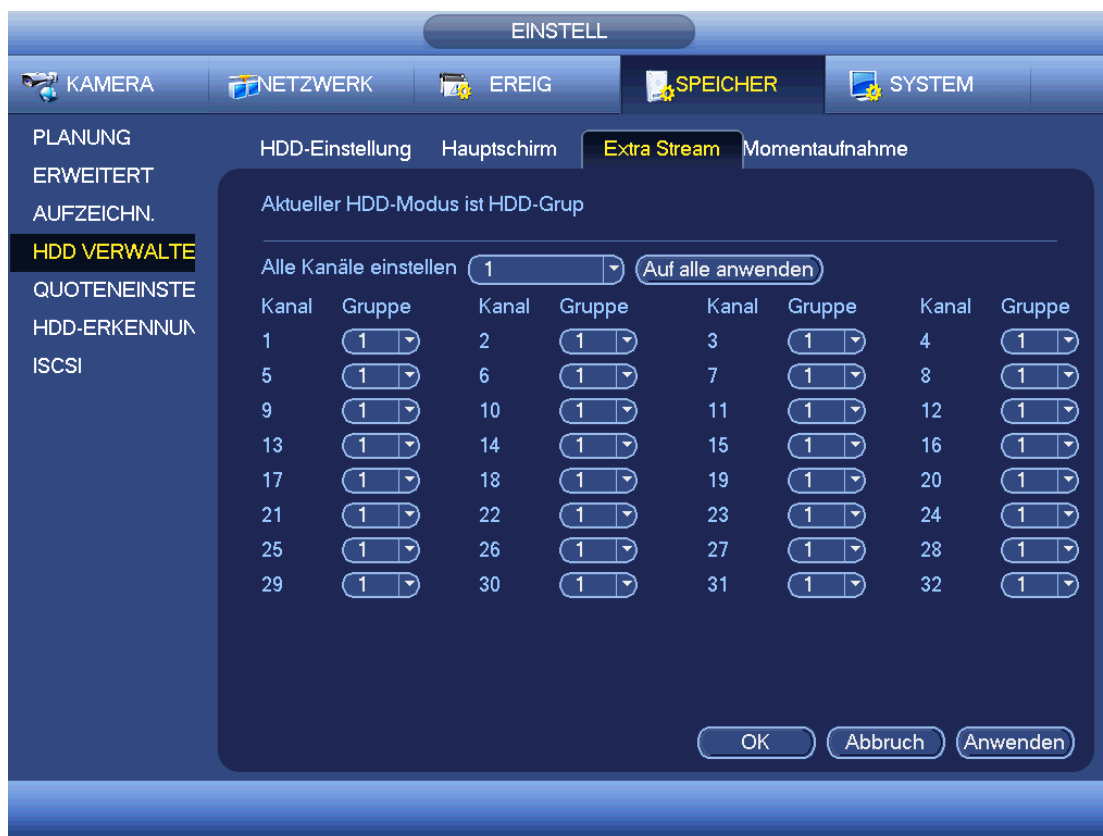 EINSTELL
KAMERA NETZWERK EREIG SPEICHER SYSTEM
PLANUNG
ERWEITERT
AUFZEICHN.
HDD VERWALTE
QUOTENEINSTE
HDD-ERKENNUN
ISCSI
HDD-Einstellung Hauptschirm Extra Stream Momentaufnahme
Aktueller HDD-Modus ist HDD-Grup
Alle Kanäle einstellen 1 Auf alle anwenden
Kanal Gruppe Kanal Gruppe Kanal Gruppe Kanal Gruppe
1 1 2 1 3 1 4 1
5 1 6 1 7 1 8 1
9 1 10 1 11 1 12 1
13 1 14 1 15 1 16 1
17 1 18 1 19 1 20 1
21 1 22 1 23 1 24 1
25 1 26 1 27 1 28 1
29 1 30 1 31 1 32 1
OK Abbruch Anwenden